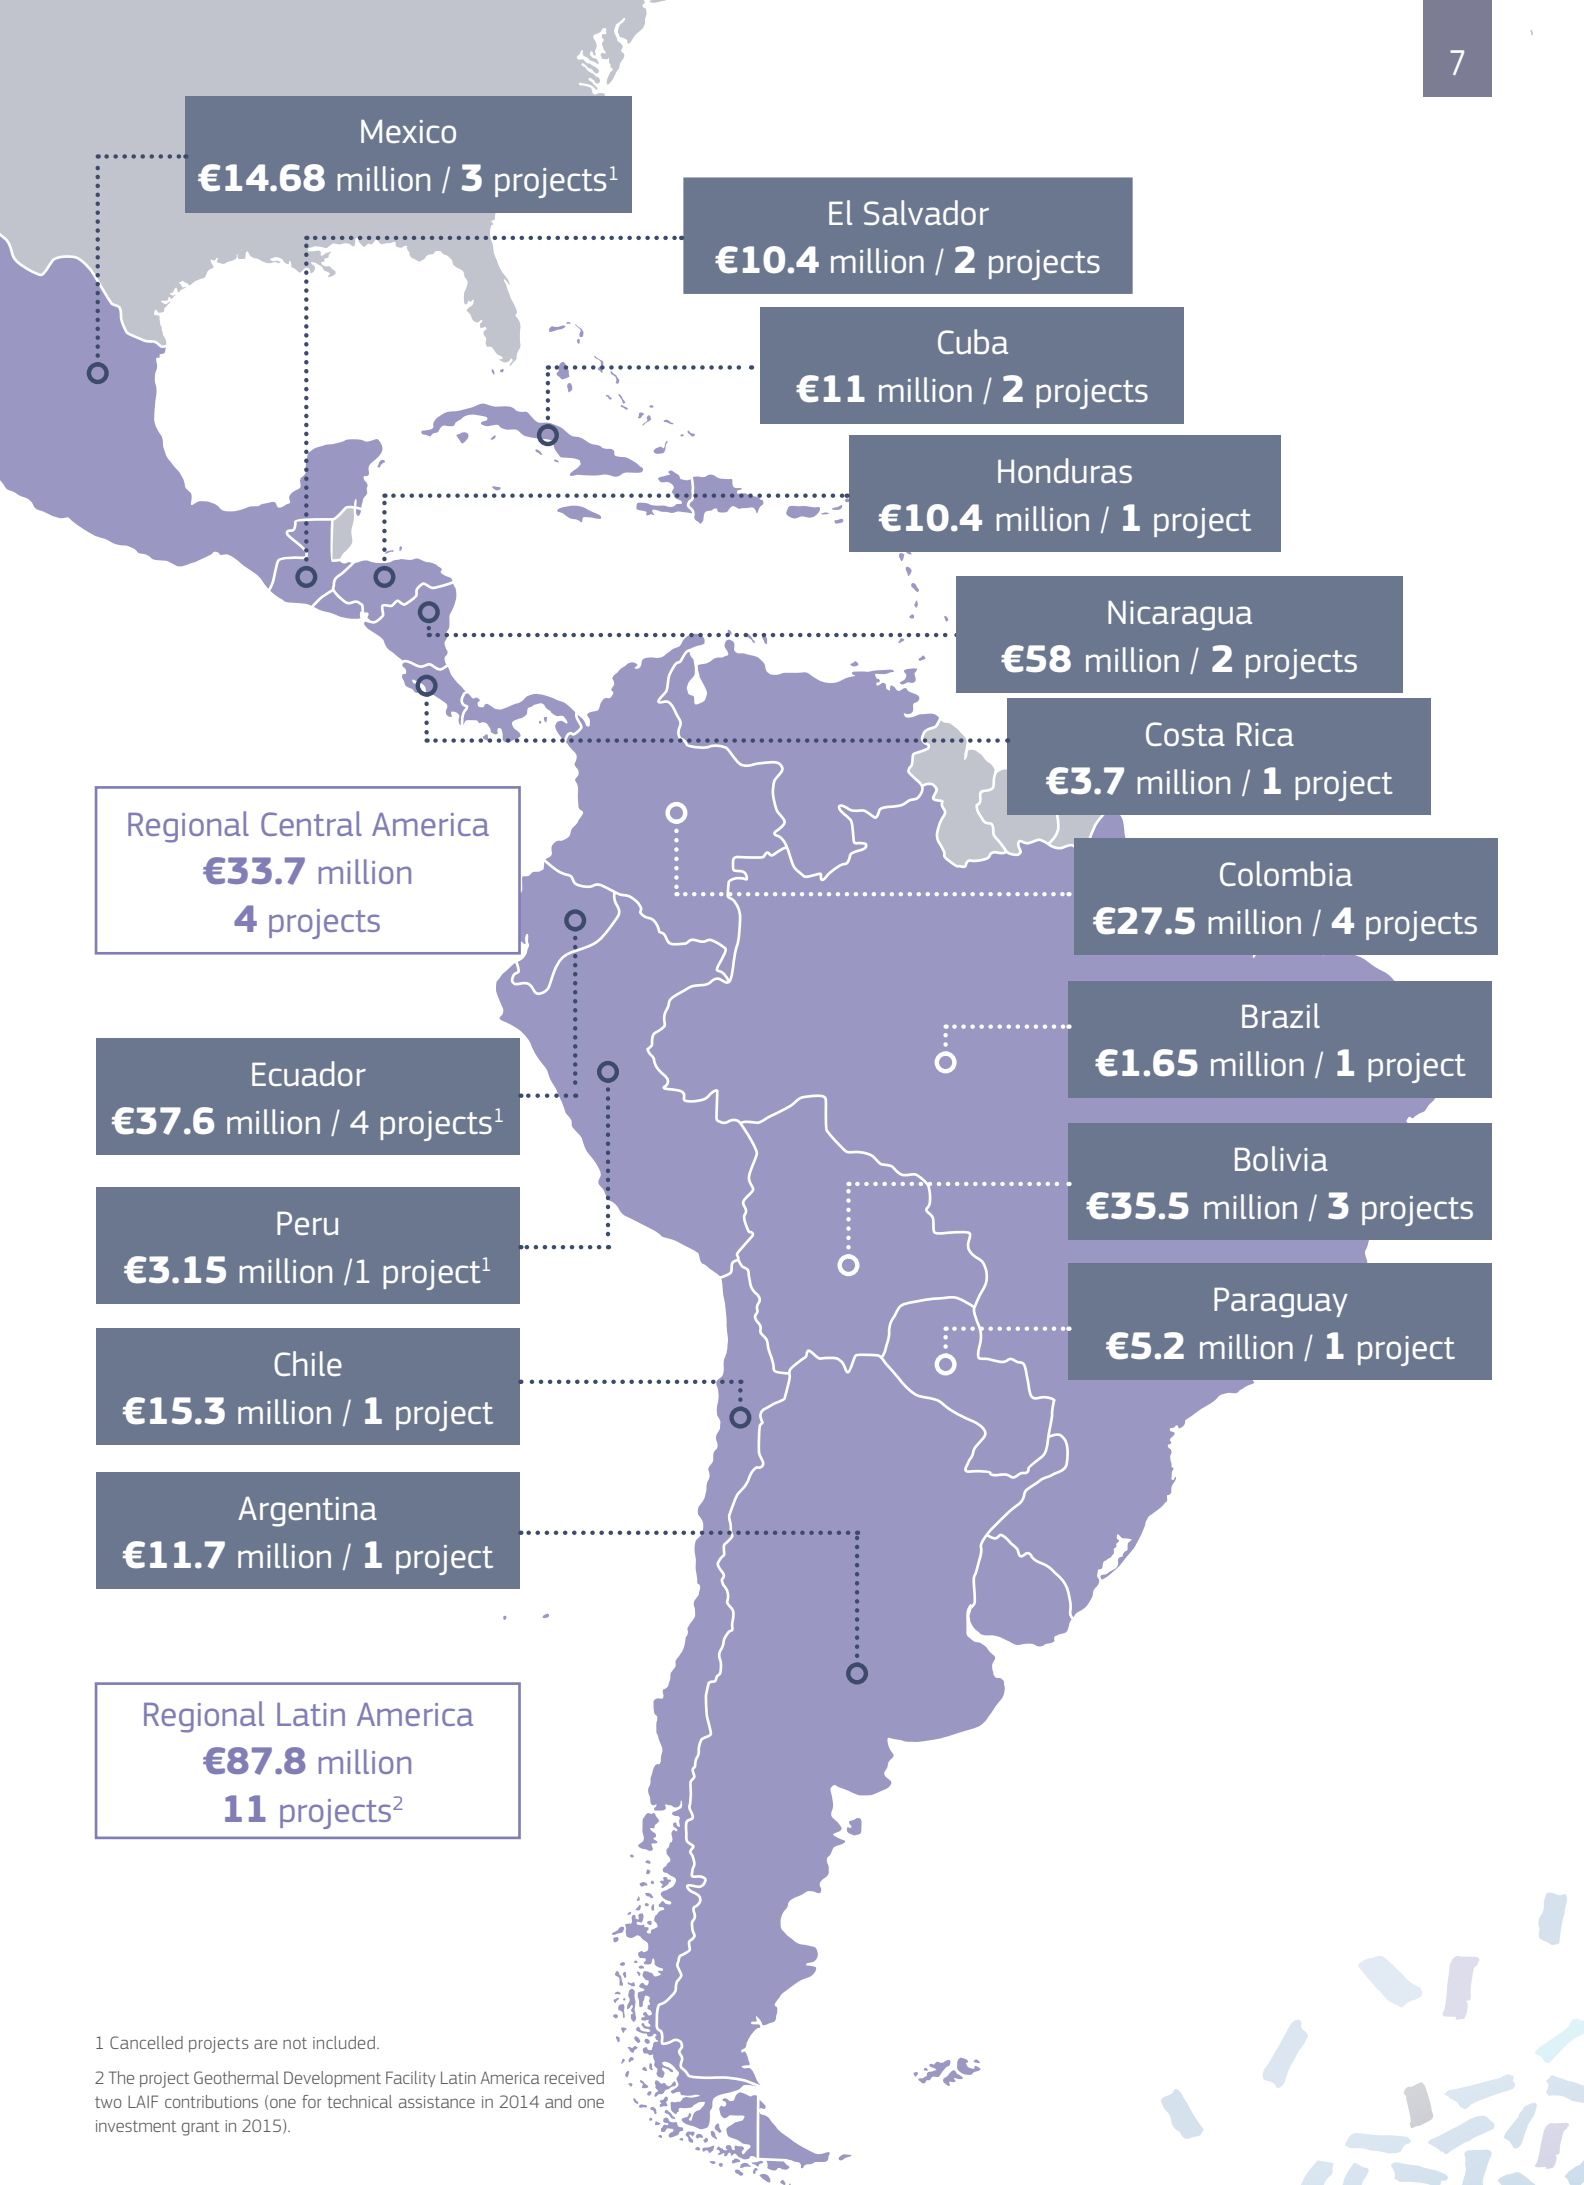 7
Mexico
€14.68 million / 3 projects¹
El Salvador
€10.4 million / 2 projects
Cuba
€11 million / 2 projects
Honduras
€10.4 million / 1 project
Nicaragua
€58 million / 2 projects
Costa Rica
€3.7 million / 1 project
Regional Central America
€33.7 million
4 projects
Colombia
€27.5 million / 4 projects
Brazil
€1.65 million / 1 project
Ecuador
€37.6 million / 4 projects¹
Bolivia
€35.5 million / 3 projects
Peru
€3.15 million /1 project¹
Paraguay
€5.2 million / 1 project
Chile
€15.3 million / 1 project
Argentina
€11.7 million / 1 project
Regional Latin America
€87.8 million
11 projects²
1 Cancelled projects are not included.
2 The project Geothermal Development Facility Latin America received
two LAIF contributions (one for technical assistance in 2014 and one
investment grant in 2015).